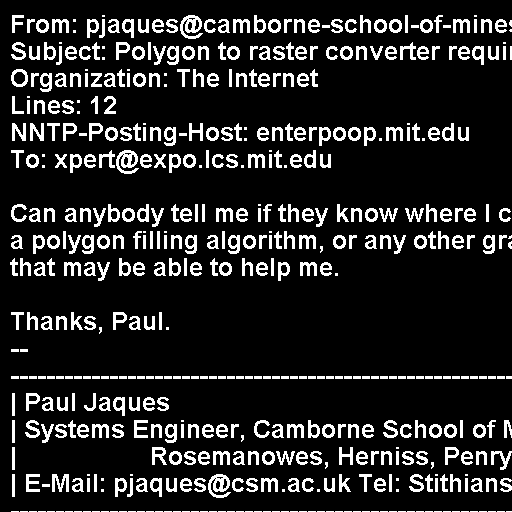 From: pjaques@camborne-school-of-mines
Subject: Polygon to raster converter requi
Organization: The Internet
Lines: 12
NNTP-Posting-Host: enterpoop.mit.edu
To: xpert@expo.lcs.mit.edu

Can anybody tell me if they know where I c
a polygon filling algorithm, or any other gra
that may be able to help me.

Thanks, Paul.
--
-----------------------------------------------------------------
| Paul Jaques
| Systems Engineer, Camborne School of M
| Rosemanowes, Herniss, Penry
| E-Mail: pjaques@csm.ac.uk Tel: Stithians